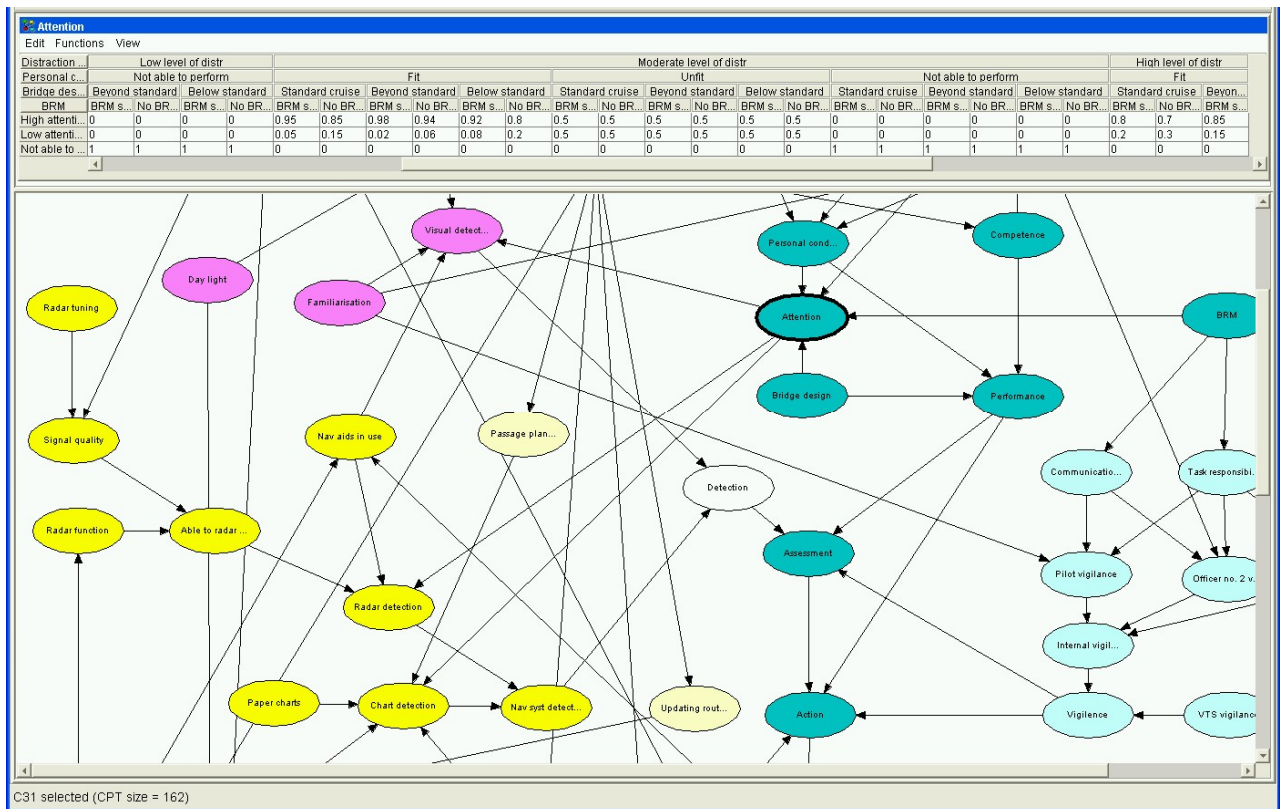 Attention
Edit Functions View
Distraction ... Low level of distr Moderate level of distr High level of distr
Personal c... Not able to perform Fit Unfit Not able to perform Fit
Bridge des... Beyond standard Below standard Standard cruise Beyond standard Below standard Standard cruise Beyond standard Below standard Standard cruise Beyond standard Below standard Standard cruise Beyon...
BRM BRM s... No BR... BRM s... No BR... BRM s... No BR... BRM s... No BR... BRM s... No BR... BRM s... No BR... BRM s... No BR... BRM s... No BR... BRM s... No BR... BRM s... No BR... BRM s... No BR... BRM s... No BR... BRM s...
High attenti... 0 0 0 0 0.95 0.85 0.98 0.94 0.92 0.8 0.5 0.5 0.5 0.5 0.5 0.5 0 0 0 0 0 0 0.8 0.7 0.85
Low attenti... 0 0 0 0 0.05 0.15 0.02 0.06 0.08 0.2 0.5 0.5 0.5 0.5 0.5 0.5 0 0 0 0 0 0 0.2 0.3 0.15
Not able to ... 1 1 1 1 0 0 0 0 0 0 0 0 0 0 0 0 1 1 1 1 1 1 0 0 0
Visual detect...
Personal cond...
Competence
Day light
Familiarisation
Radar tuning
Attention
BRM
Bridge design
Performance
Signal quality
Nav aids in use
Passage plan...
Communicatio...
Task responsibi...
Detection
Radar function
Able to radar ...
Assessment
Pilot vigilance
Officer no. 2 v...
Radar detection
Internal vigil...
Paper charts
Chart detection
Nav syst detect...
Updating rout...
Action
Vigilence
VTS vigilanc
C31 selected (CPT size = 162)